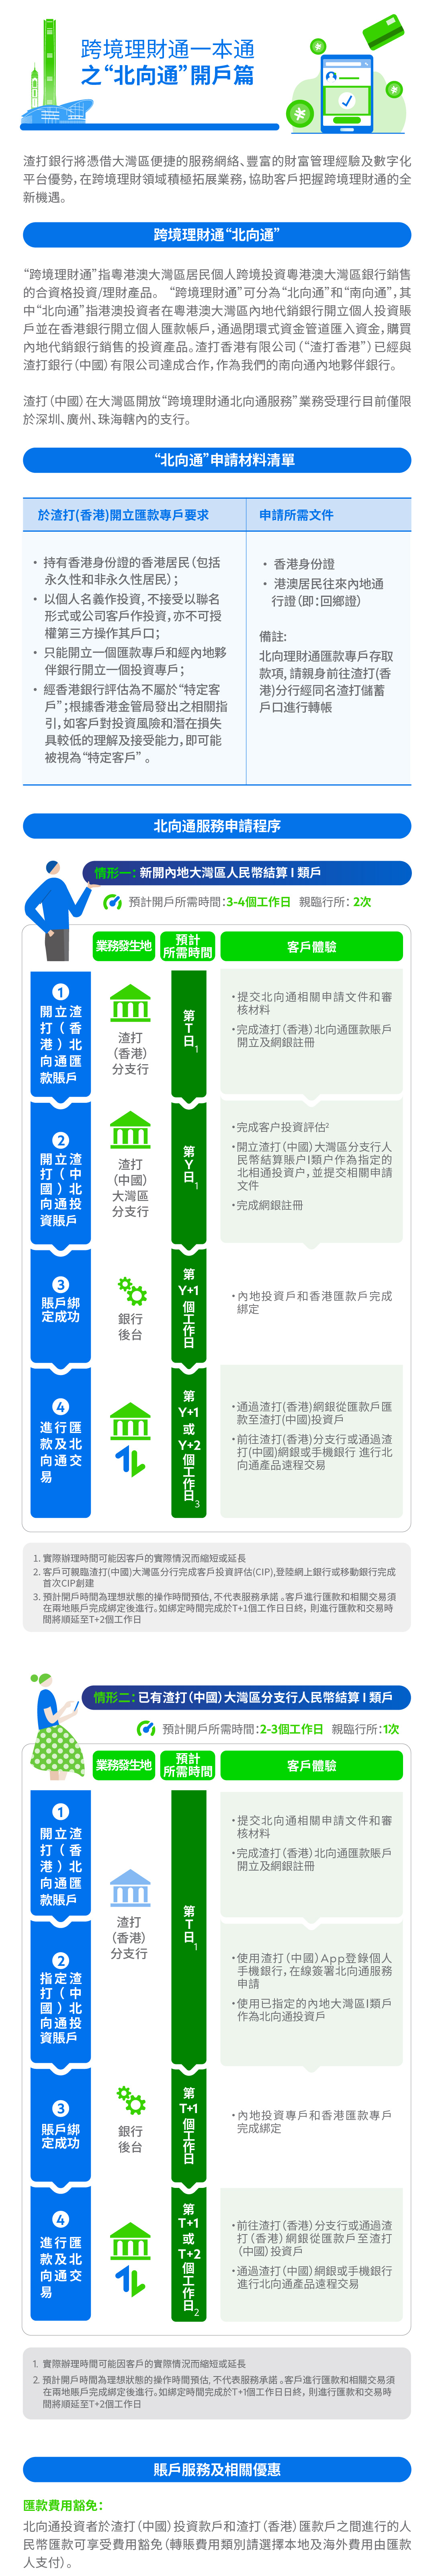 跨境理財通一本通
之“北向通”開戶篇
渣打銀行將憑借大灣區便捷的服務網絡、豐富的財富管理經驗及數字化
平台優勢，在跨境理財領域積極拓展業務，協助客戶把握跨境理財通的全
新機遇。
跨境理財通“北向通”
“跨境理財通”指粵港澳大灣區居民個人跨境投資粵港澳大灣區銀行銷售
的合資格投資/理財產品。 “跨境理財通”可分為“北向通”和“南向通”，其
中“北向通”指港澳投資者在粵港澳大灣區內地代銷銀行開立個人投資賬
戶並在香港銀行開立個人匯款帳戶，通過閉環式資金管道匯入資金，購買
內地代銷銀行銷售的投資產品。渣打香港有限公司（“渣打香港”）已經與
渣打銀行（中國）有限公司達成合作，作為我們的南向通內地夥伴銀行。
渣打（中國）在大灣區開放“跨境理財通北向通服務”業務受理行目前僅限
於深圳、廣州、珠海轄內的支行。
“北向通”申請材料清單
於渣打(香港)開立匯款專戶要求
• 持有香港身份證的香港居民（包括
永久性和非永久性居民）；
• 以個人名義作投資, 不接受以聯名
形式或公司客戶作投資, 亦不可授
權第三方操作其戶口；
• 只能開立一個匯款專戶和經內地夥
伴銀行開立一個投資專戶；
• 經香港銀行評估為不屬於“特定客
戶”；根據香港金管局發出之相關指
引，如客戶對投資風險和潛在損失
具較低的理解及接受能力，即可能
被視為“特定客戶” 。
申請所需文件
• 香港身份證
• 港澳居民往來內地通
行證（即：回鄉證）
備註:
北向理財通匯款專戶存取
款項, 請親身前往渣打(香
港)分行經同名渣打儲蓄
戶口進行轉帳
北向通服務申請程序
情形一：新開內地大灣區人民幣結算 I 類戶
預計開戶所需時間：3-4個工作日 親臨行所： 2次
業務發生地
預計
所需時間
客戶體驗
1
開立渣
打（香
港）北
向通匯
款賬戶
渣打
（香港）
分支行
第
T
日1
•提交北向通相關申請文件和審
核材料
•完成渣打（香港）北向通匯款賬戶
開立及網銀註冊
2
開立渣
打（中
國）北
向通投
資賬戶
渣打
（中國）
大灣區
分支行
第
Y
日1
•完成客户投資評估2
•開立渣打（中國）大灣區分支行人
民幣結算賬户I類户作為指定的
北相通投資户，並提交相關申請
文件
•完成網銀註冊
3
賬戶綁
定成功
銀行
後台
第
Y+1
個
工
作
日
•內地投資戶和香港匯款戶完成
綁定
4
進行匯
款及北
向通交
易
第
Y+1
或
Y+2
個
工
作
日3
•通過渣打(香港)網銀從匯款戶匯
款至渣打(中國)投資戶
•前往渣打(香港)分支行或通過渣
打(中國)網銀或手機銀行 進行北
向通產品遠程交易
1. 實際辦理時間可能因客戶的實際情況而縮短或延長
2. 客戶可親臨渣打(中國)大灣區分行完成客戶投資評估(CIP),登陸網上銀行或移動銀行完成
首次CIP創建
3. 預計開戶時間為理想狀態的操作時間預估, 不代表服務承諾 。客戶進行匯款和相關交易須
在兩地賬戶完成綁定後進行。如綁定時間完成於T+1個工作日日終， 則進行匯款和交易時
間將順延至T+2個工作日
情形二：已有渣打（中國）大灣區分支行人民幣結算 I 類戶
預計開戶所需時間：2-3個工作日 親臨行所：1次
業務發生地
預計
所需時間
客戶體驗
1
開立渣
打（香
港）北
向通匯
款賬戶
渣打
（香港）
分支行
第
T
日1
•提交北向通相關申請文件和審
核材料
•完成渣打（香港）北向通匯款賬戶
開立及網銀註冊
2
指定渣
打（中
國）北
向通投
資賬戶
•使用渣打（中國）App登錄個人
手機銀行，在線簽署北向通服務
申請
•使用已指定的內地大灣區I類戶
作為北向通投資戶
3
賬戶綁
定成功
銀行
後台
第
T+1
個
工
作
日
•內地投資專戶和香港匯款專戶
完成綁定
4
進行匯
款及北
向通交
易
第
T+1
或
T+2
個
工
作
日2
•前往渣打（香港）分支行或通過渣
打（香港）網銀從匯款戶至渣打
（中國）投資戶
•通過渣打（中國）網銀或手機銀行
進行北向通產品遠程交易
1. 實際辦理時間可能因客戶的實際情況而縮短或延長
2. 預計開戶時間為理想狀態的操作時間預估, 不代表服務承諾 。客戶進行匯款和相關交易須
在兩地賬戶完成綁定後進行。如綁定時間完成於T+1個工作日日終， 則進行匯款和交易時
間將順延至T+2個工作日
賬戶服務及相關優惠
匯款費用豁免：
北向通投資者於渣打（中國）投資款戶和渣打（香港）匯款戶之間進行的人
民幣匯款可享受費用豁免（轉賬費用類別請選擇本地及海外費用由匯款
人支付）。